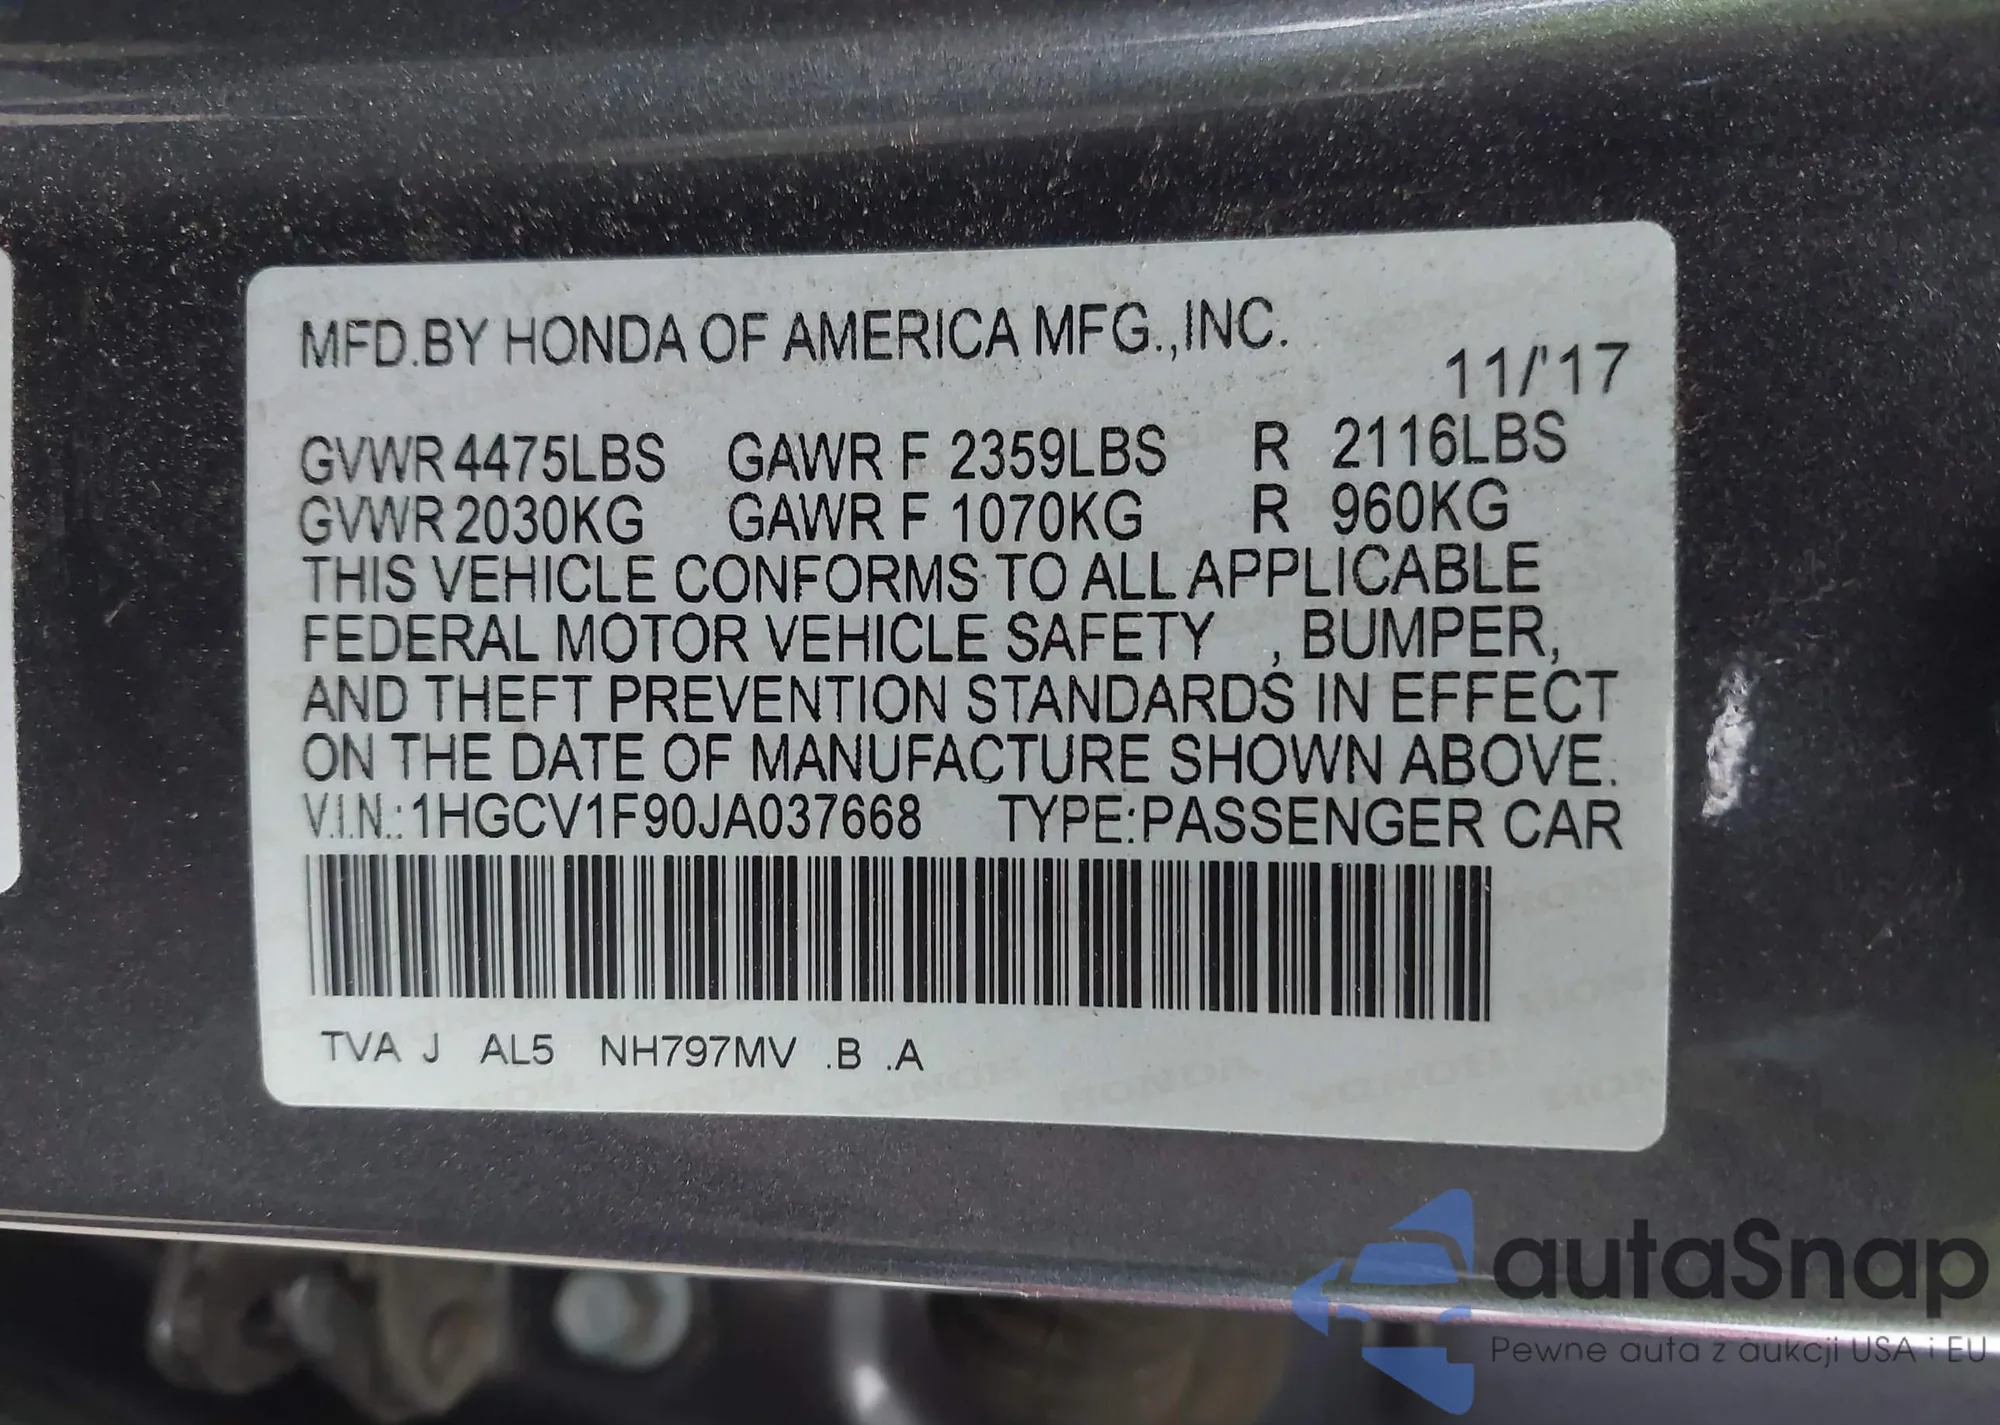 MFD.BY HONDA OF AMERICA MFG.,INC.
11/'17
GVWR 4475LBS GAWR F 2359LBS R 2116LBS
GVWR 2030KG GAWR F 1070KG R 960KG
THIS VEHICLE CONFORMS TO ALL APPLICABLE
FEDERAL MOTOR VEHICLE SAFETY , BUMPER,
AND THEFT PREVENTION STANDARDS IN EFFECT
ON THE DATE OF MANUFACTURE SHOWN ABOVE.
V.I.N.: 1HGCV1F90JA037668 TYPE:PASSENGER CAR
TVA J AL5 NH797MV .B .A
autaSnap
Pewne auta z aukcji USA i EU